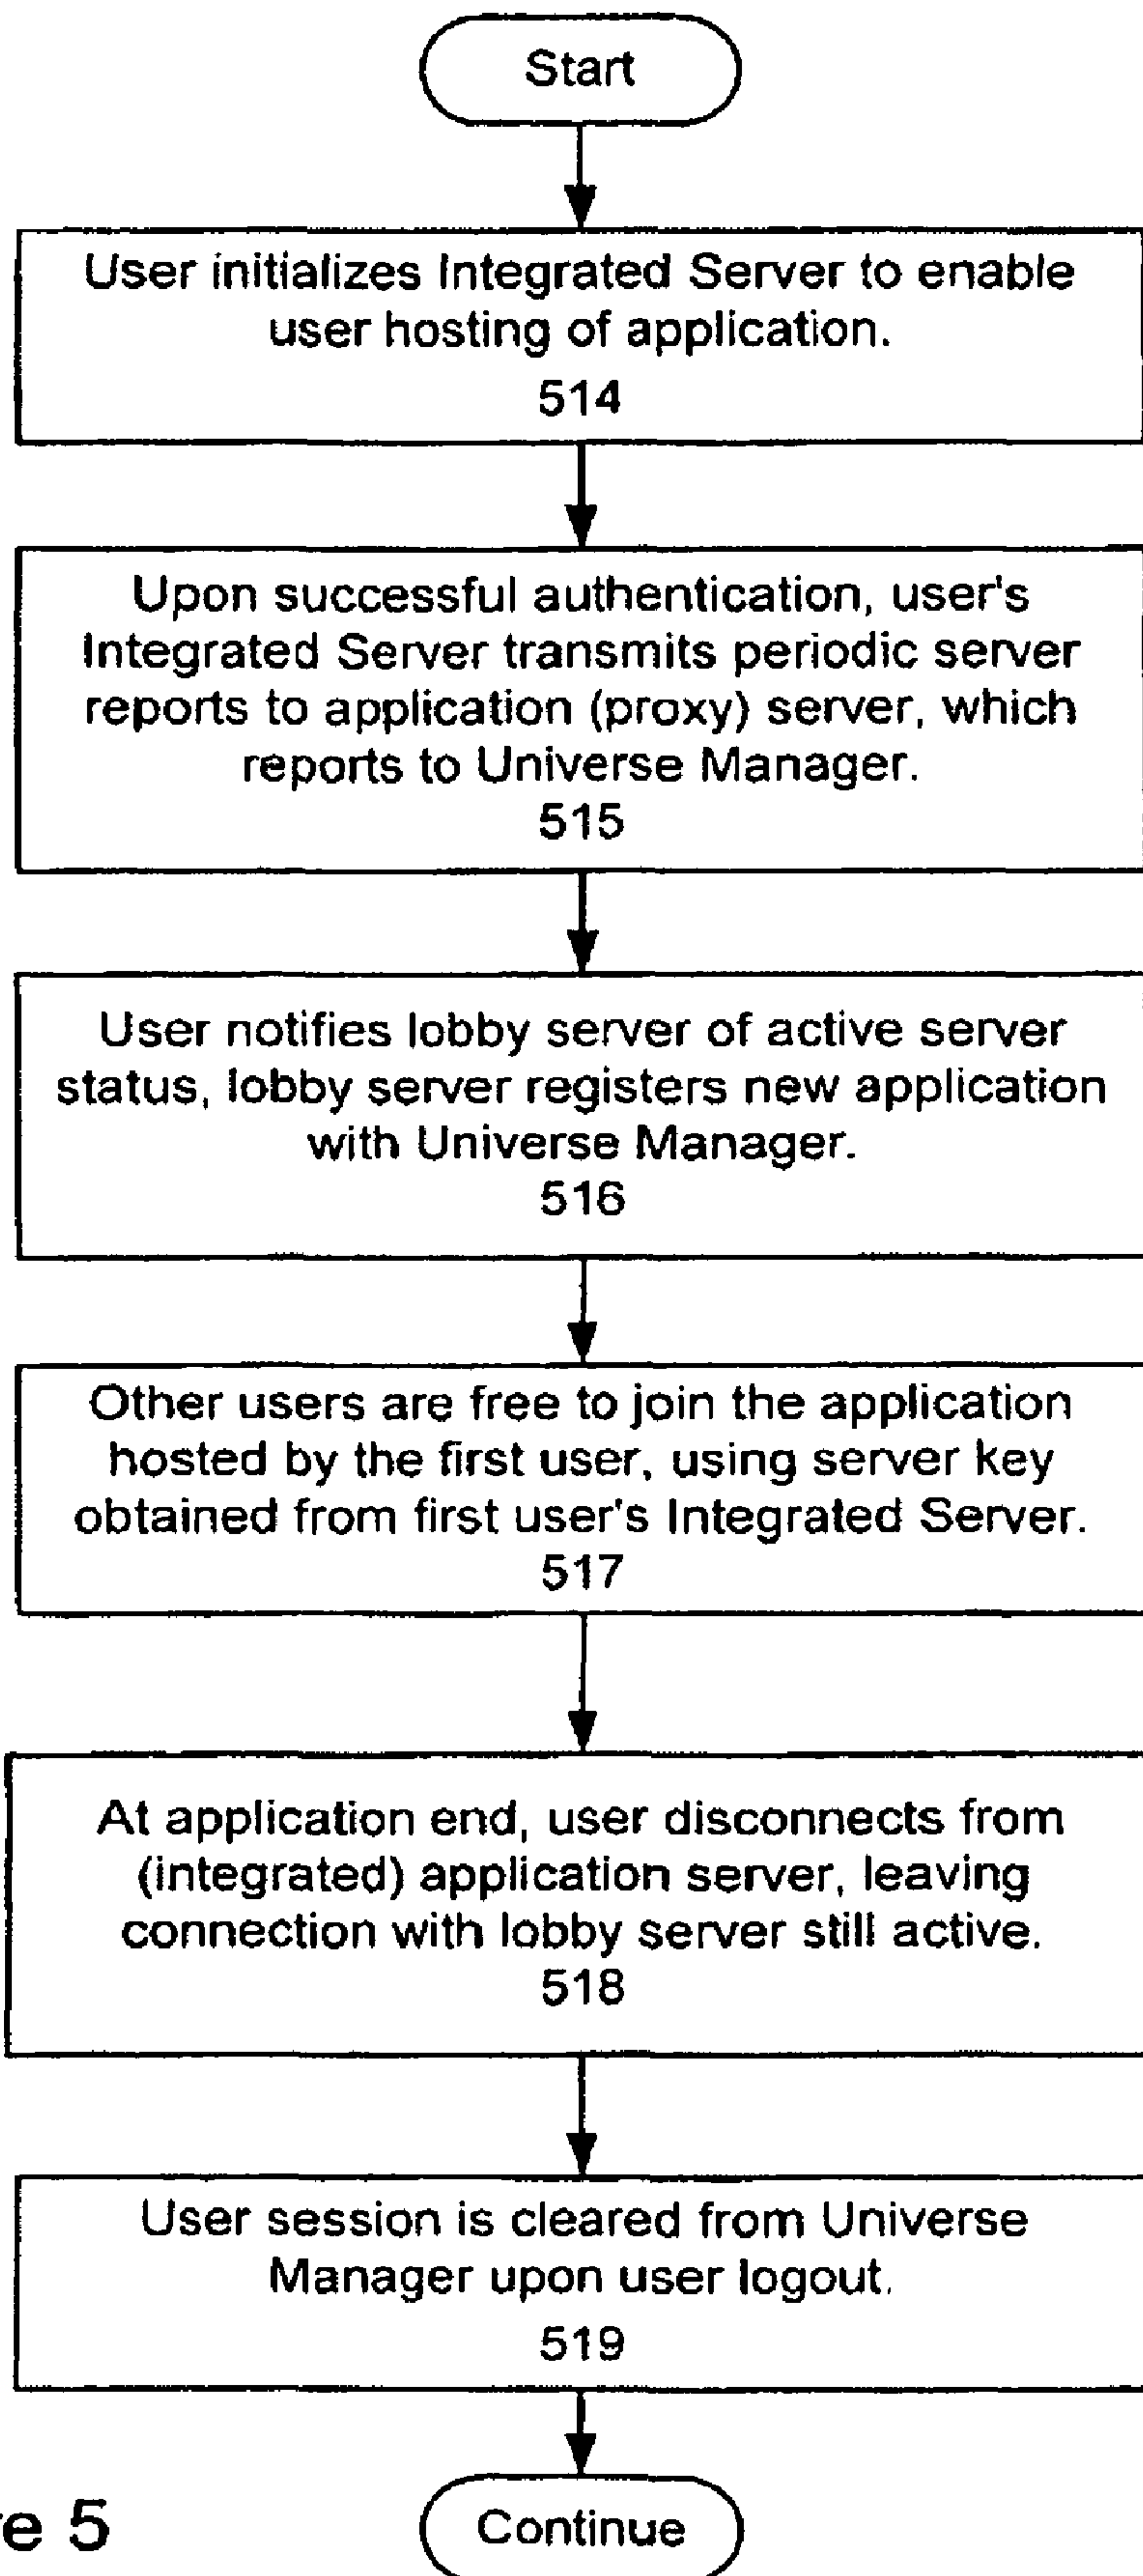 Start
User initializes Integrated Server to enable
user hosting of application.
514
Upon successful authentication, user's
Integrated Server transmits periodic server
reports to application (proxy) server, which
reports to Universe Manager.
515
User notifies lobby server of active server
status, lobby server registers new application
with Universe Manager.
516
Other users are free to join the application
hosted by the first user, using server key
obtained from first user's Integrated Server.
517
At application end, user disconnects from
(integrated) application server, leaving
connection with lobby server still active.
518
User session is cleared from Universe
Manager upon user logout.
519
Continue
e 5